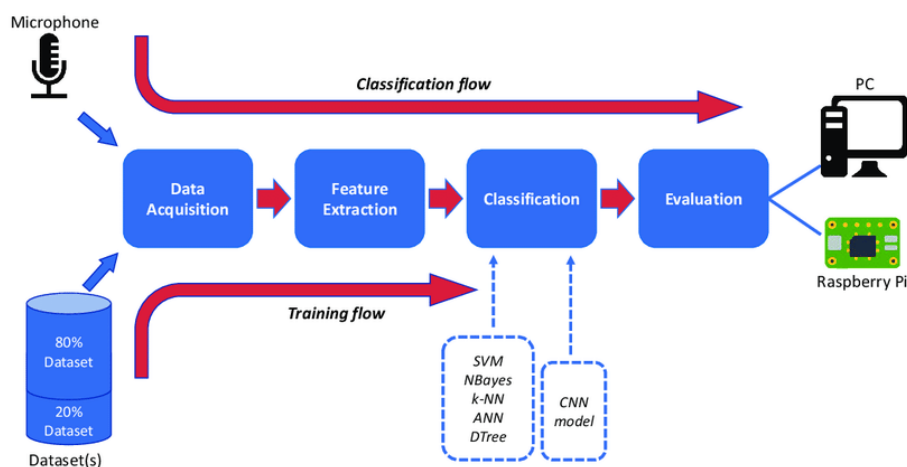 Microphone
Classification flow
PC
Data
Acquisition
Feature
Extraction
Classification
Evaluation
Raspberry Pi
Training flow
80%
Dataset
20%
Dataset
Dataset(s)
SVM
NBayes
k-NN
ANN
DTree
CNN
model